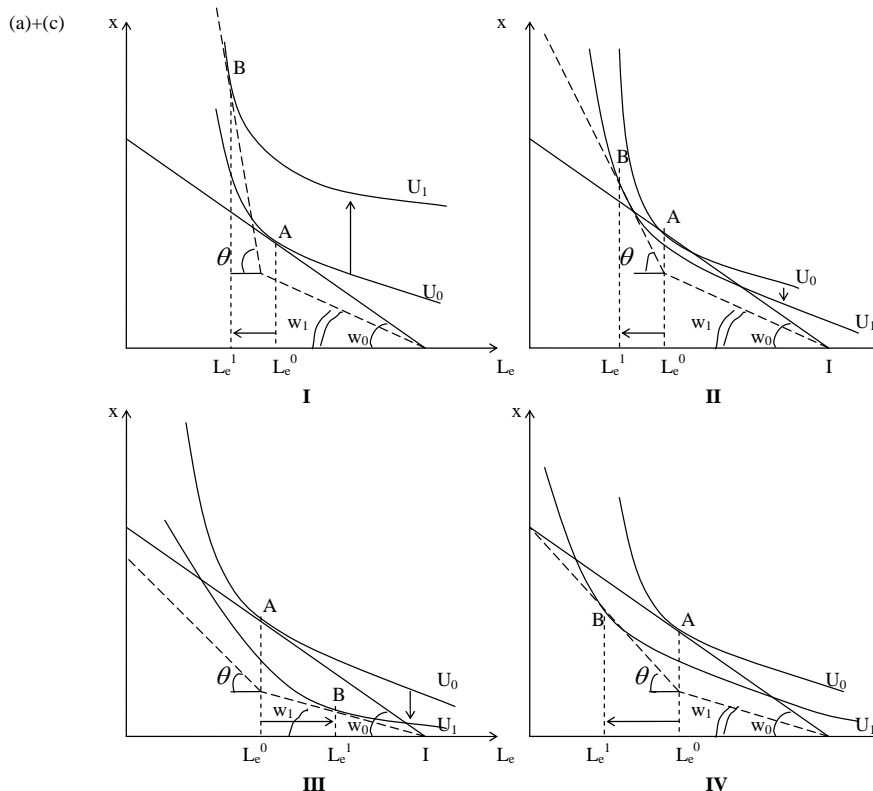 (a)+(c)
x
B
U₁
A
θ
U₀
w₁
w₀
Lₑ¹
Lₑ⁰
Lₑ
I
x
B
A
θ
U₀
w₁
w₀
U₁
Lₑ¹
Lₑ⁰
I
II
x
A
θ
B
U₀
w₁
w₀
U₁
Lₑ⁰
Lₑ¹
I
Lₑ
III
x
B
A
θ
U₀
w₁
w₀
U₁
Lₑ¹
Lₑ⁰
I
IV